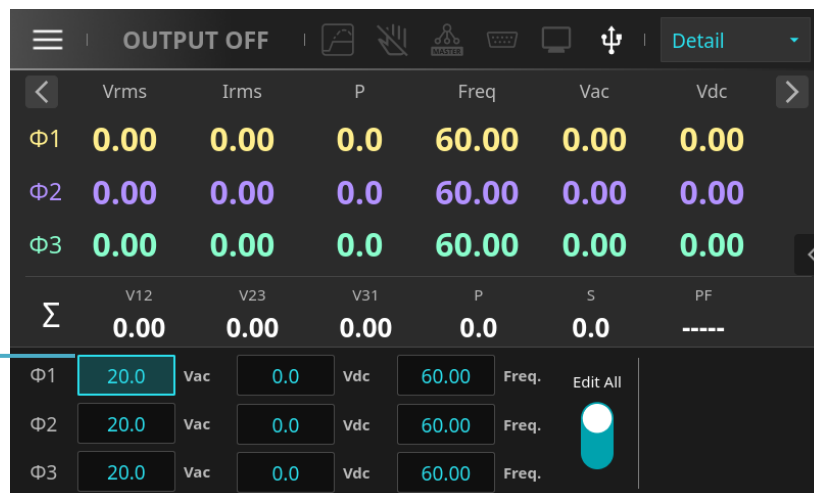 OUTPUT OFF MASTER Detail
Vrms Irms P Freq Vac Vdc
Φ1 0.00 0.00 0.0 60.00 0.00 0.00
Φ2 0.00 0.00 0.0 60.00 0.00 0.00
Φ3 0.00 0.00 0.0 60.00 0.00 0.00
V12 V23 V31 P S PF
Σ 0.00 0.00 0.00 0.0 0.0 -----
Φ1 20.0 Vac 0.0 Vdc 60.00 Freq. Edit All
Φ2 20.0 Vac 0.0 Vdc 60.00 Freq.
Φ3 20.0 Vac 0.0 Vdc 60.00 Freq.